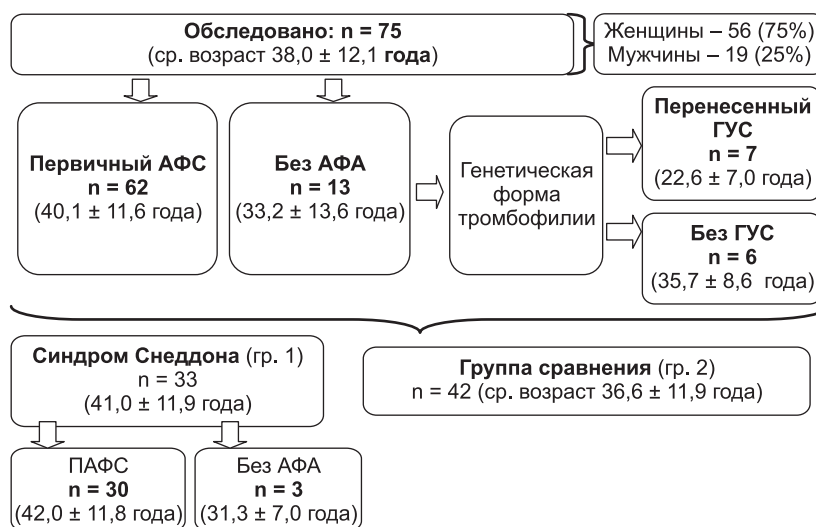 Обследовано: n = 75
(ср. возраст 38,0 ± 12,1 года)
Женщины – 56 (75%)
Мужчины – 19 (25%)
Первичный АФС
n = 62
(40,1 ± 11,6 года)
Без АФА
n = 13
(33,2 ± 13,6 года)
Генетическая
форма
тромбофилии
Перенесенный
ГУС
n = 7
(22,6 ± 7,0 года)
Без ГУС
n = 6
(35,7 ± 8,6 года)
Синдром Снеддона (гр. 1)
n = 33
(41,0 ± 11,9 года)
Группа сравнения (гр. 2)
n = 42 (ср. возраст 36,6 ± 11,9 года)
ПАФС
n = 30
(42,0 ± 11,8 года)
Без АФА
n = 3
(31,3 ± 7,0 года)